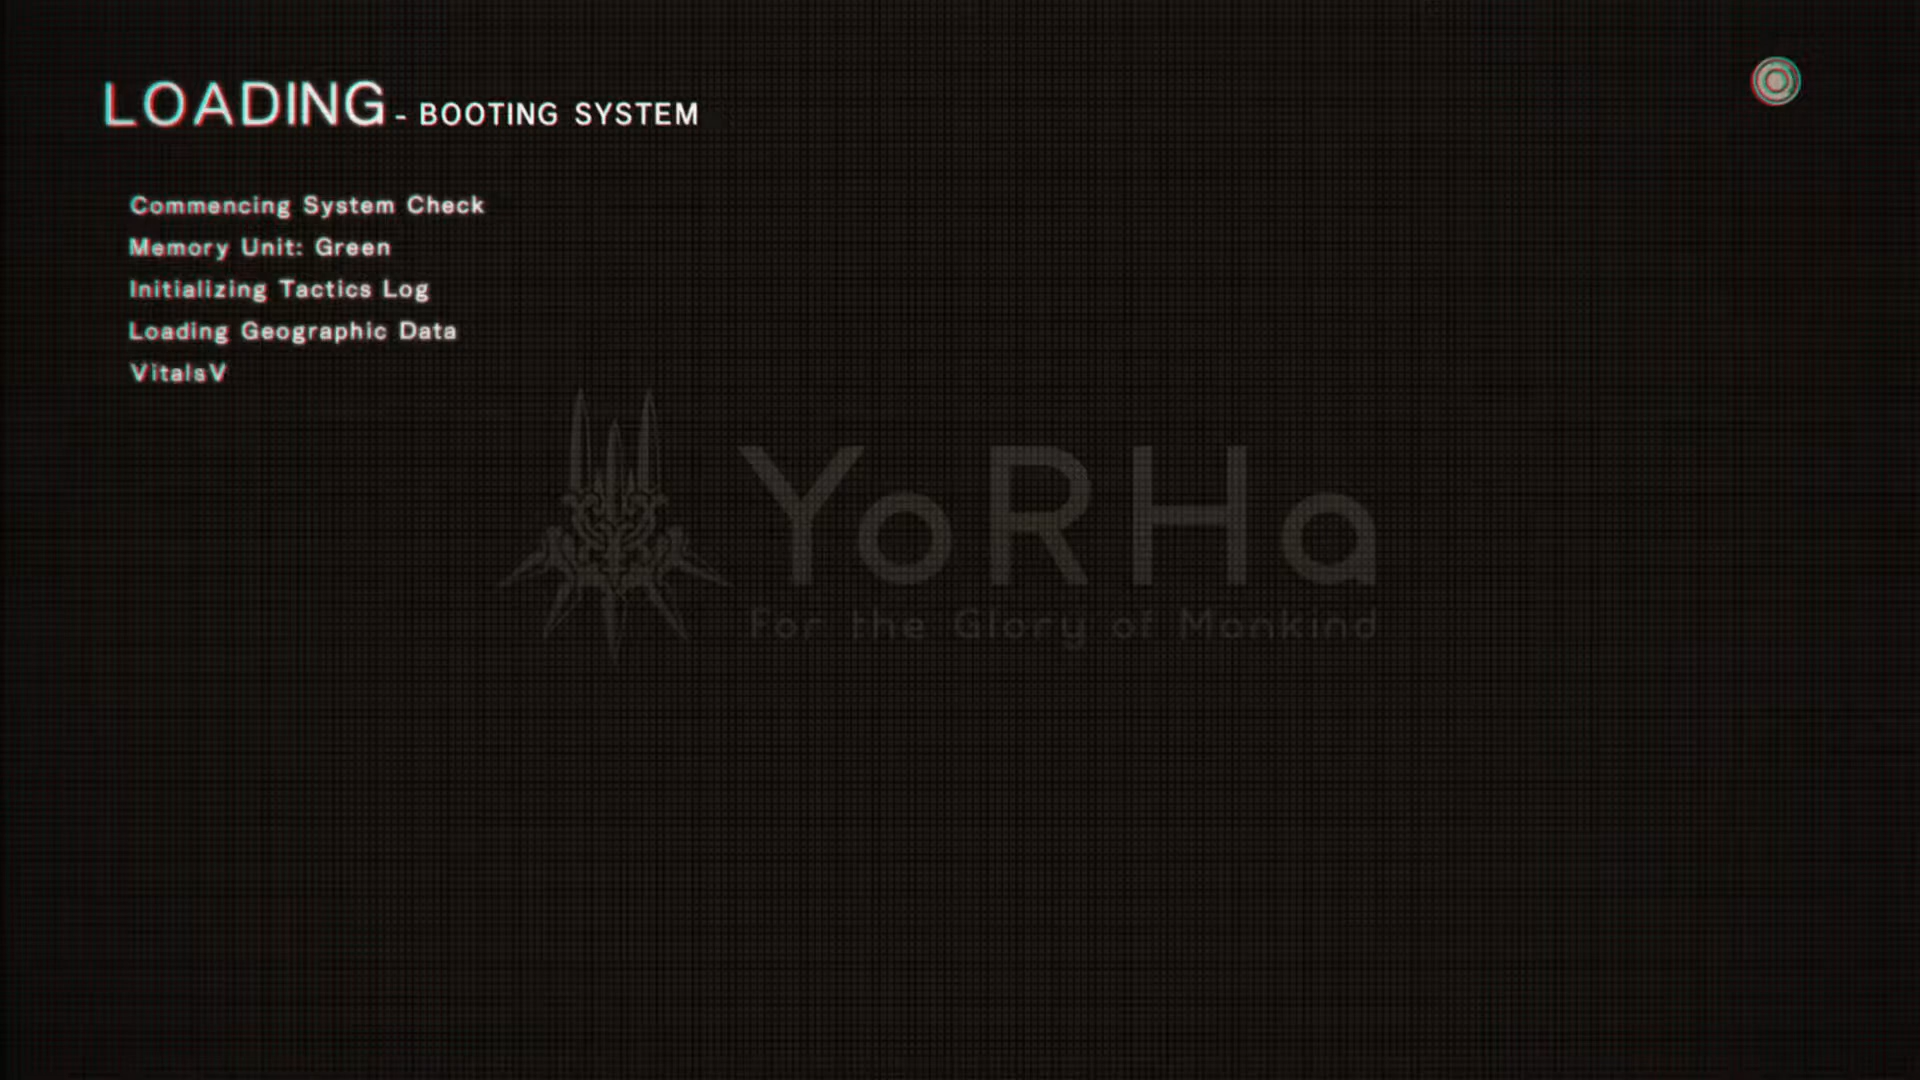 LOADING - BOOTING SYSTEM
Commencing System Check
Memory Unit: Green
Initializing Tactics Log
Loading Geographic Data
VitalsV
YoRHa
For the Glory of Mankind